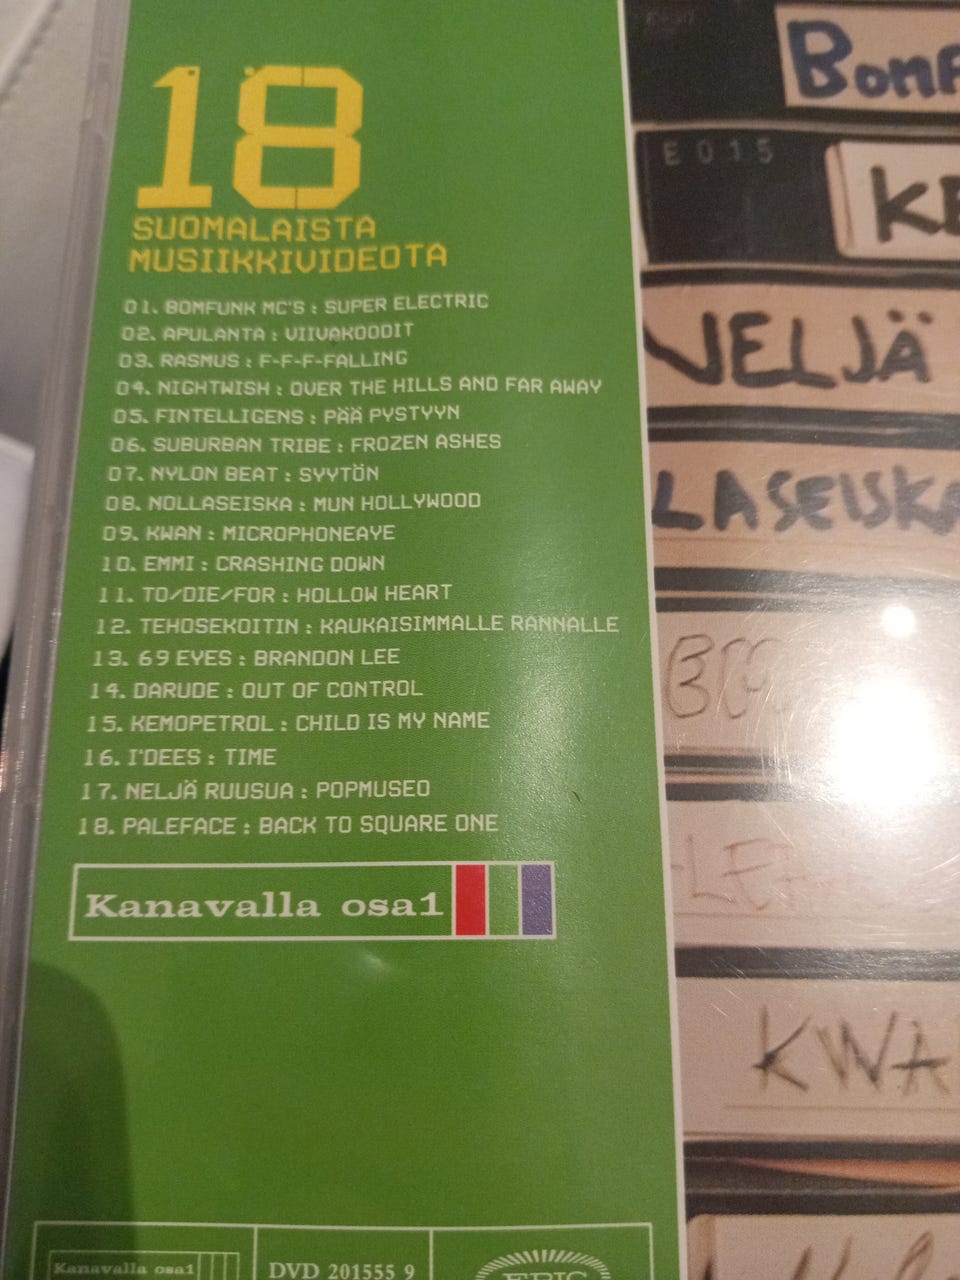 18
SUOMALAISTA
MUSIIKKIVIDEOTA
01. BOMFUNK MC'S : SUPER ELECTRIC
02. APULANTA : VIIVAKOODIT
03. RASMUS : F-F-F-FALLING
04. NIGHTWISH : OVER THE HILLS AND FAR AWAY
05. FINTELLIGENS : PÄÄ PYSTYYN
06. SUBURBAN TRIBE : FROZEN ASHES
07. NYLON BEAT : SYYTÖN
08. NOLLASEISKA : MUN HOLLYWOOD
09. KWAN : MICROPHONEAYE
10. EMMI : CRASHING DOWN
11. TO/DIE/FOR : HOLLOW HEART
12. TEHOSEKOITIN : KAUKAISIMMALLE RANNALLE
13. 69 EYES : BRANDON LEE
14. DARUDE : OUT OF CONTROL
15. KEMOPETROL : CHILD IS MY NAME
16. I'DEES : TIME
17. NELJÄ RUUSUA : POPMUSEO
18. PALEFACE : BACK TO SQUARE ONE
Kanavalla osa1
Kanavalla osa1
DVD 201555 9
EPIC
BomF
E015
KE
NELJÄ
LASEISKA
KWA